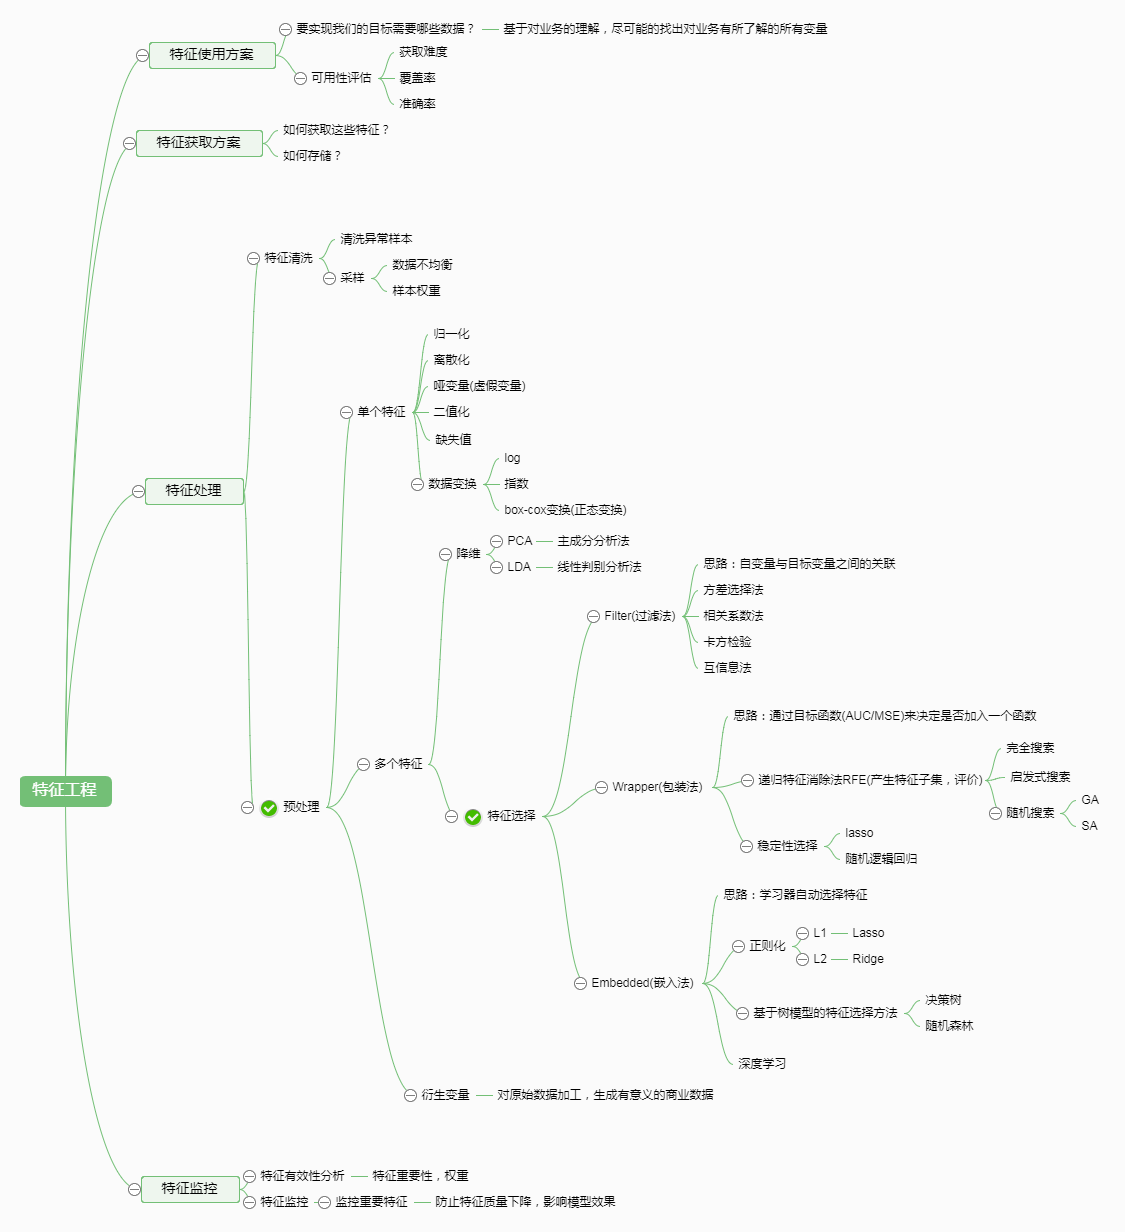 特征工程
特征使用方案
要实现我们的目标需要哪些数据？
基于对业务的理解，尽可能的找出对业务有所了解的所有变量
可用性评估
获取难度
覆盖率
准确率
特征获取方案
如何获取这些特征？
如何存储？
特征处理
特征清洗
清洗异常样本
采样
数据不均衡
样本权重
预处理
单个特征
归一化
离散化
哑变量(虚假变量)
二值化
缺失值
数据变换
log
指数
box-cox变换(正态变换)
多个特征
降维
PCA
主成分分析法
LDA
线性判别分析法
特征选择
Filter(过滤法)
思路：自变量与目标变量之间的关联
方差选择法
相关系数法
卡方检验
互信息法
Wrapper(包装法)
思路：通过目标函数(AUC/MSE)来决定是否加入一个函数
递归特征消除法RFE(产生特征子集，评价)
完全搜索
启发式搜索
随机搜索
GA
SA
稳定性选择
lasso
随机逻辑回归
Embedded(嵌入法)
思路：学习器自动选择特征
正则化
L1
Lasso
L2
Ridge
基于树模型的特征选择方法
决策树
随机森林
深度学习
衍生变量
对原始数据加工，生成有意义的商业数据
特征监控
特征有效性分析
特征重要性，权重
特征监控
监控重要特征
防止特征质量下降，影响模型效果